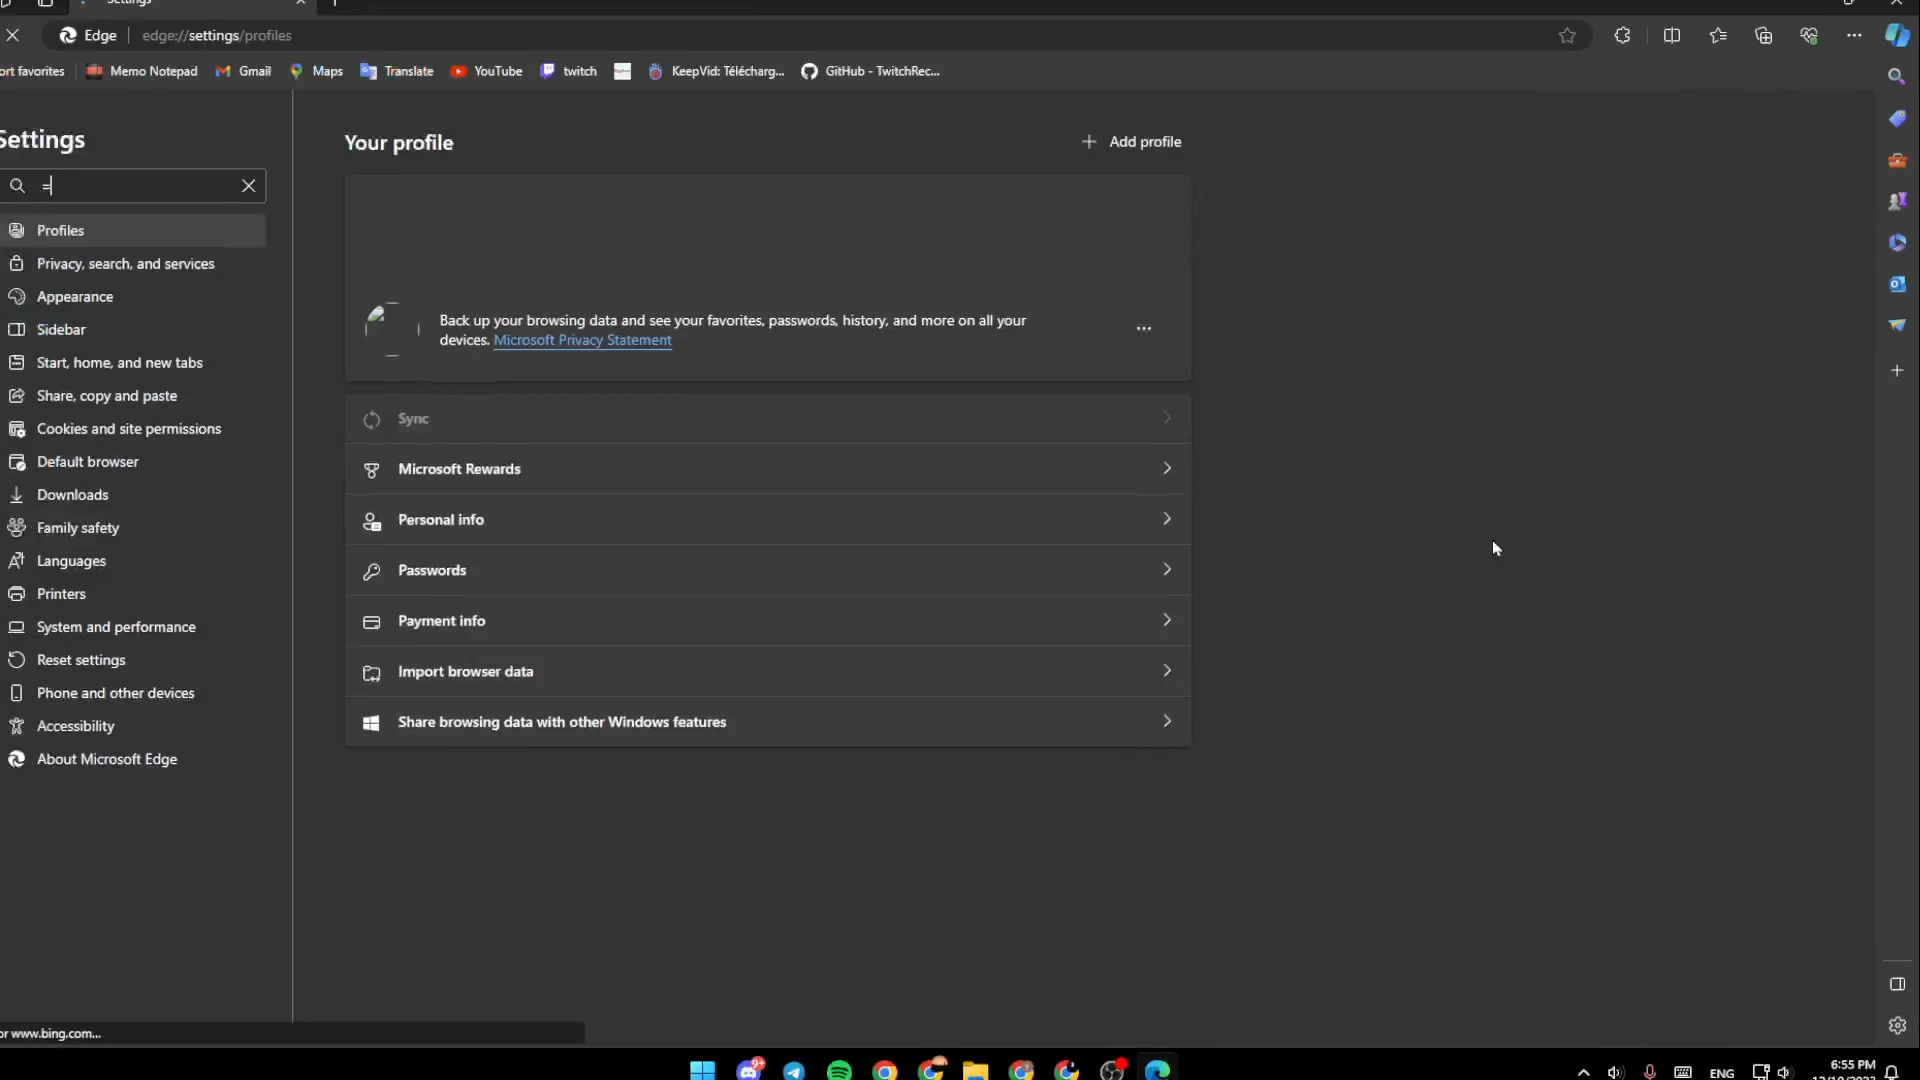 Settings
Edge edge://settings/profiles
ort favorites Memo Notepad Gmail Maps Translate YouTube twitch KeepVid: Télécharg... GitHub - TwitchRec...
Settings
=
Profiles
Privacy, search, and services
Appearance
Sidebar
Start, home, and new tabs
Share, copy and paste
Cookies and site permissions
Default browser
Downloads
Family safety
Languages
Printers
System and performance
Reset settings
Phone and other devices
Accessibility
About Microsoft Edge
Your profile
Add profile
Back up your browsing data and see your favorites, passwords, history, and more on all your
devices. Microsoft Privacy Statement
Sync
Microsoft Rewards
Personal info
Passwords
Payment info
Import browser data
Share browsing data with other Windows features
or www.bing.com...
9+
ENG
6:55 PM